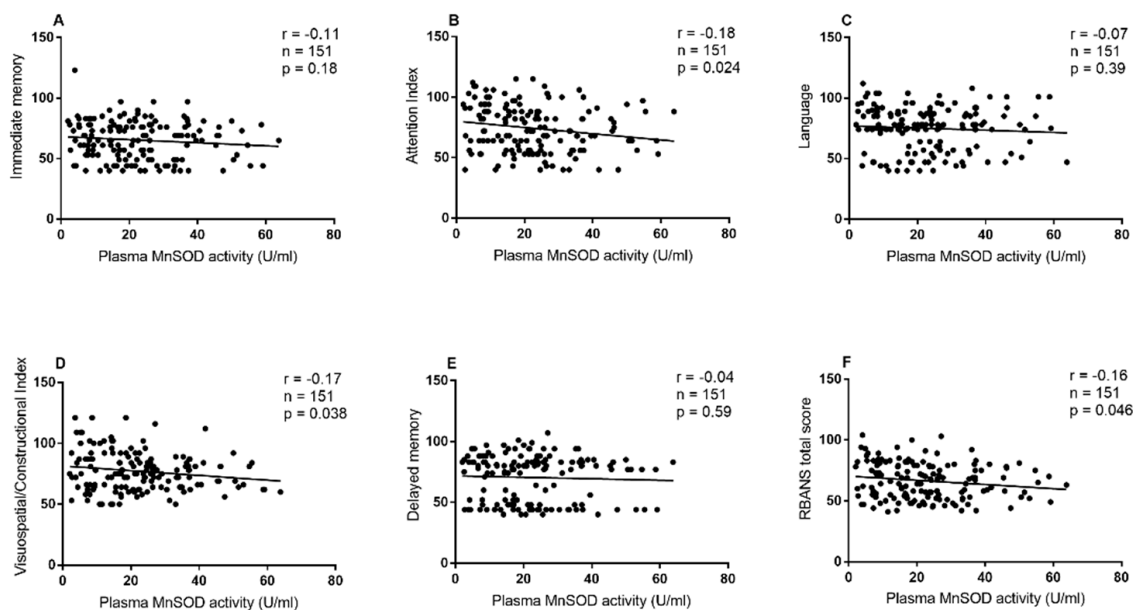 A
r = -0.11
n = 151
p = 0.18
150
100
50
0
Immediate memory
0 20 40 60 80
Plasma MnSOD activity (U/ml)
B
r = -0.18
n = 151
p = 0.024
150
100
50
0
Attention Index
0 20 40 60 80
Plasma MnSOD activity (U/ml)
C
r = -0.07
n = 151
p = 0.39
150
100
50
0
Language
0 20 40 60 80
Plasma MnSOD activity (U/ml)
D
r = -0.17
n = 151
p = 0.038
150
100
50
0
Visuospatial/Constructional Index
0 20 40 60 80
Plasma MnSOD activity (U/ml)
E
r = -0.04
n = 151
p = 0.59
150
100
50
0
Delayed memory
0 20 40 60 80
Plasma MnSOD activity (U/ml)
F
r = -0.16
n = 151
p = 0.046
150
100
50
0
RBANS total score
0 20 40 60 80
Plasma MnSOD activity (U/ml)